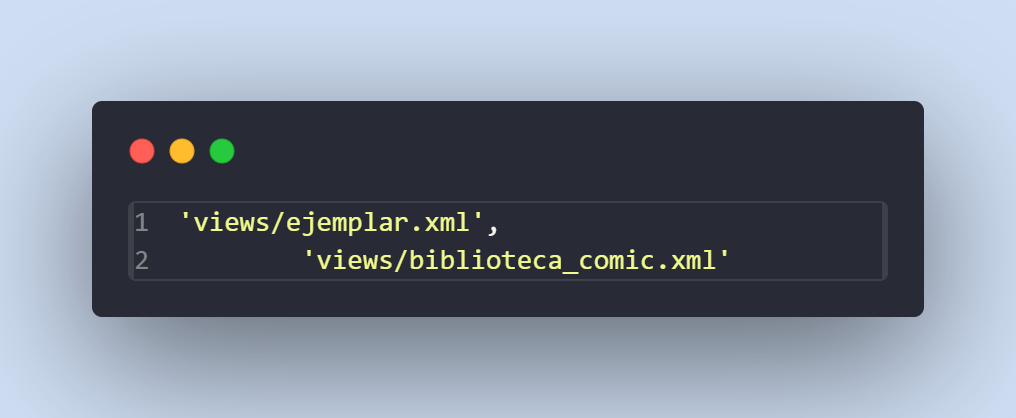 1 'views/ejemplar.xml',
2 'views/biblioteca_comic.xml'